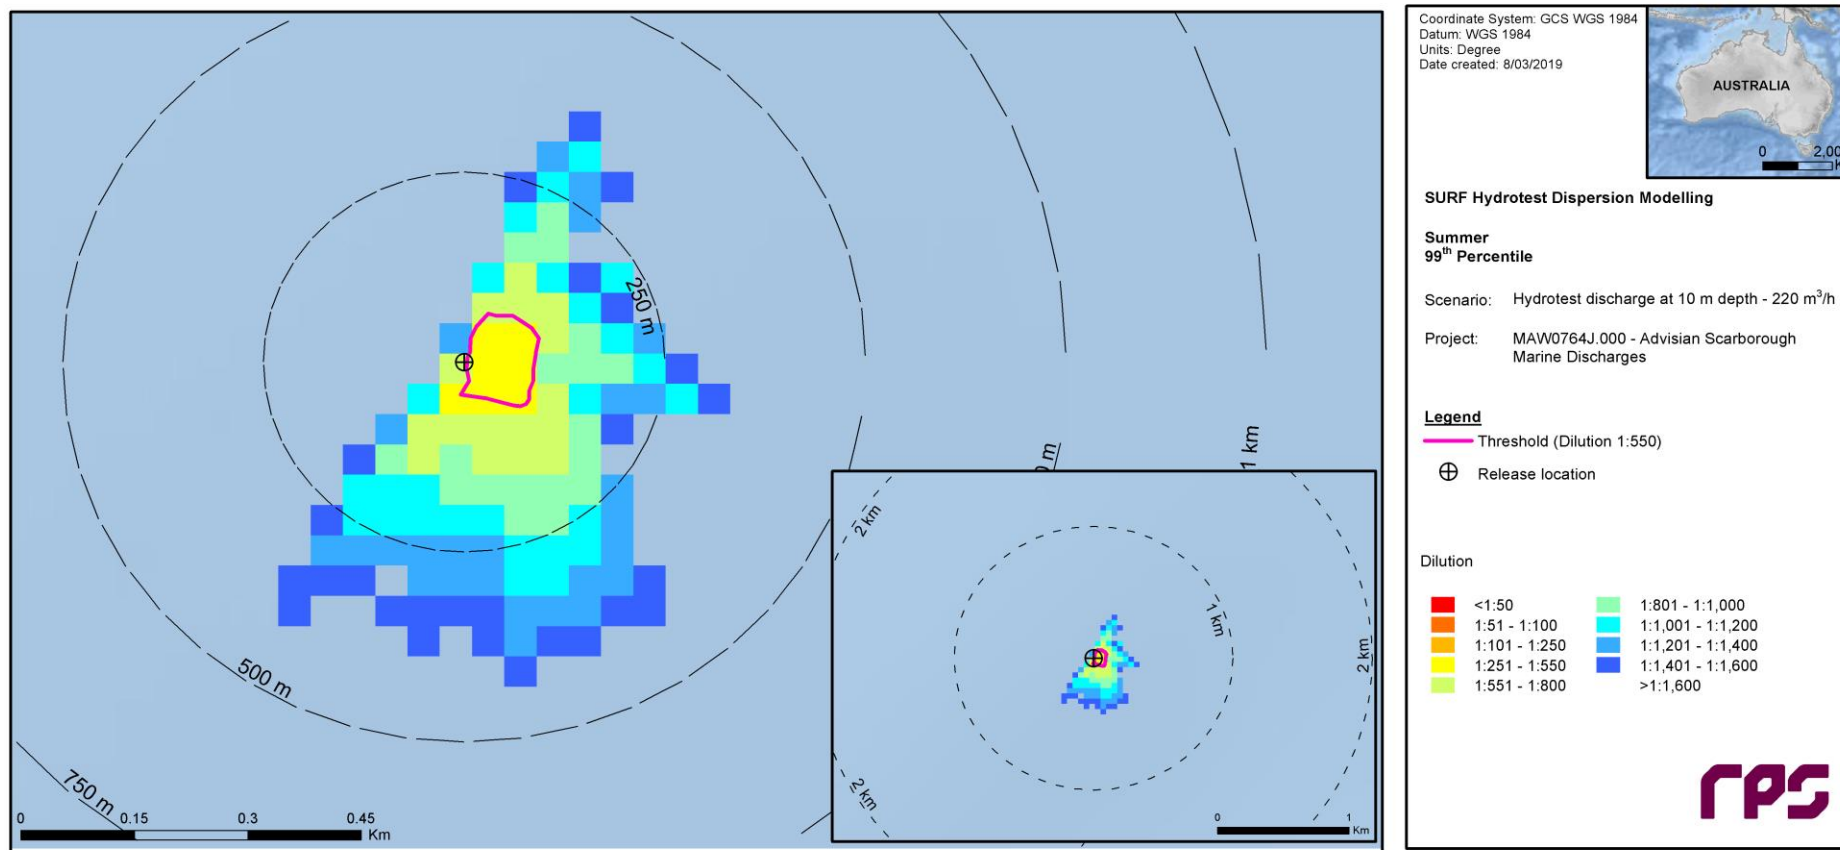 250 m
500 m
750 m
0 m
1 km
0 0.15 0.3 0.45
Km
2 km
1 km
2 km
2 km
0 1
Km
Coordinate System: GCS WGS 1984
Datum: WGS 1984
Units: Degree
Date created: 8/03/2019
AUSTRALIA
0 2,00
K
SURF Hydrotest Dispersion Modelling
Summer
99th Percentile
Scenario: Hydrotest discharge at 10 m depth - 220 m³/h
Project: MAW0764J.000 - Advisian Scarborough
Marine Discharges
Legend
Threshold (Dilution 1:550)
Release location
Dilution
<1:50
1:51 - 1:100
1:101 - 1:250
1:251 - 1:550
1:551 - 1:800
1:801 - 1:1,000
1:1,001 - 1:1,200
1:1,201 - 1:1,400
1:1,401 - 1:1,600
>1:1,600
rps